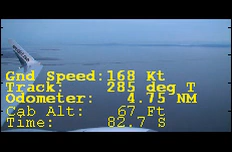 Gnd Speed:168 Kt
Track: 285 deg T
Odometer: 4.75 NM
Cab Alt: 67 Ft
Time: 82.7 S